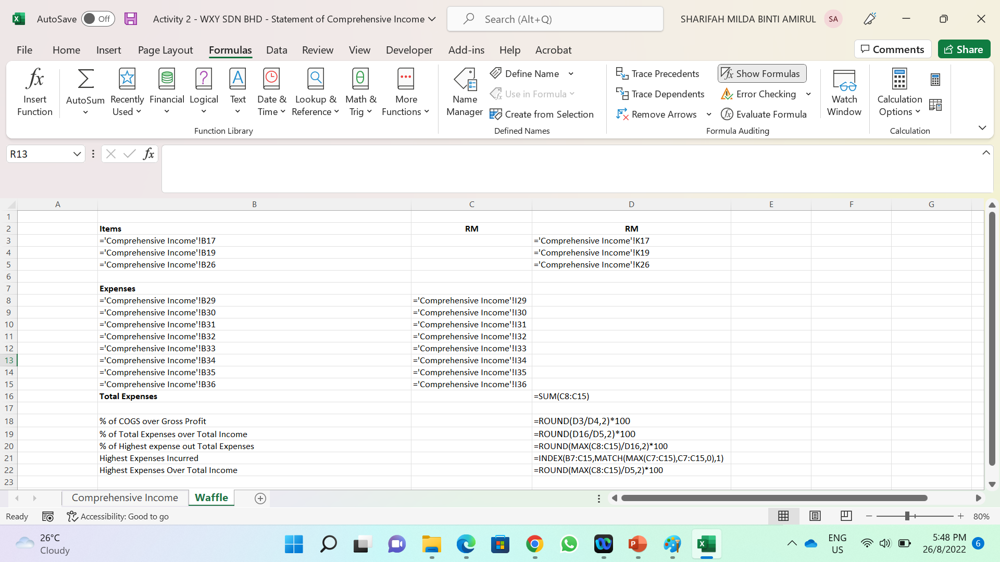 AutoSave Off Activity 2 - WXY SDN BHD - Statement of Comprehensive Income Search (Alt+Q) SHARIFAH MILDA BINTI AMIRUL SA
File Home Insert Page Layout Formulas Data Review View Developer Add-ins Help Acrobat Comments Share
Insert Function AutoSum Recently Used Financial Logical Text Date & Time Lookup & Reference Math & Trig More Functions
Function Library
Name Manager Define Name Use in Formula Create from Selection
Defined Names
Trace Precedents Show Formulas
Trace Dependents Error Checking
Remove Arrows Evaluate Formula
Formula Auditing
Watch Window
Calculation Options
Calculation
R13 fx
A B C D E F G
1
2 Items RM RM
3 ='Comprehensive Income'!B17 ='Comprehensive Income'!K17
4 ='Comprehensive Income'!B19 ='Comprehensive Income'!K19
5 ='Comprehensive Income'!B26 ='Comprehensive Income'!K26
6
7 Expenses
8 ='Comprehensive Income'!B29 ='Comprehensive Income'!I29
9 ='Comprehensive Income'!B30 ='Comprehensive Income'!I30
10 ='Comprehensive Income'!B31 ='Comprehensive Income'!I31
11 ='Comprehensive Income'!B32 ='Comprehensive Income'!I32
12 ='Comprehensive Income'!B33 ='Comprehensive Income'!I33
13 ='Comprehensive Income'!B34 ='Comprehensive Income'!I34
14 ='Comprehensive Income'!B35 ='Comprehensive Income'!I35
15 ='Comprehensive Income'!B36 ='Comprehensive Income'!I36
16 Total Expenses =SUM(C8:C15)
17
18 % of COGS over Gross Profit =ROUND(D3/D4,2)*100
19 % of Total Expenses over Total Income =ROUND(D16/D5,2)*100
20 % of Highest expense out Total Expenses =ROUND(MAX(C8:C15)/D16,2)*100
21 Highest Expenses Incurred =INDEX(B7:C15,MATCH(MAX(C7:C15),C7:C15,0),1)
22 Highest Expenses Over Total Income =ROUND(MAX(C8:C15)/D5,2)*100
23
Comprehensive Income Waffle
Ready Accessibility: Good to go 80%
26°C
Cloudy
ENG
US
5:48 PM
26/8/2022
6